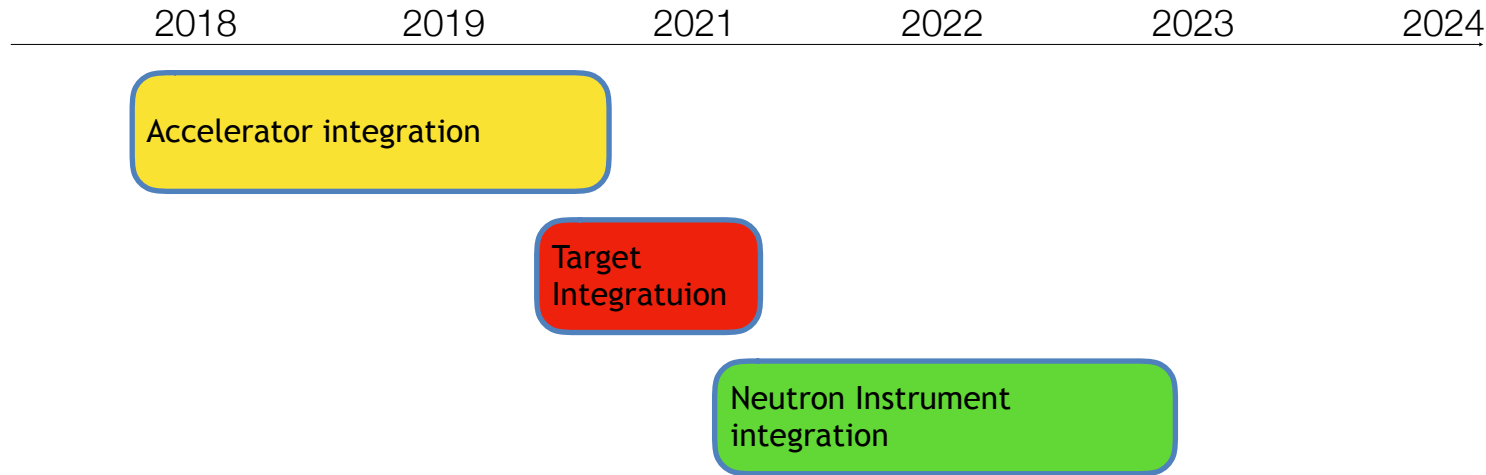 2018 2019 2021 2022 2023 2024
Accelerator integration
Target
Integratuion
Neutron Instrument
integration